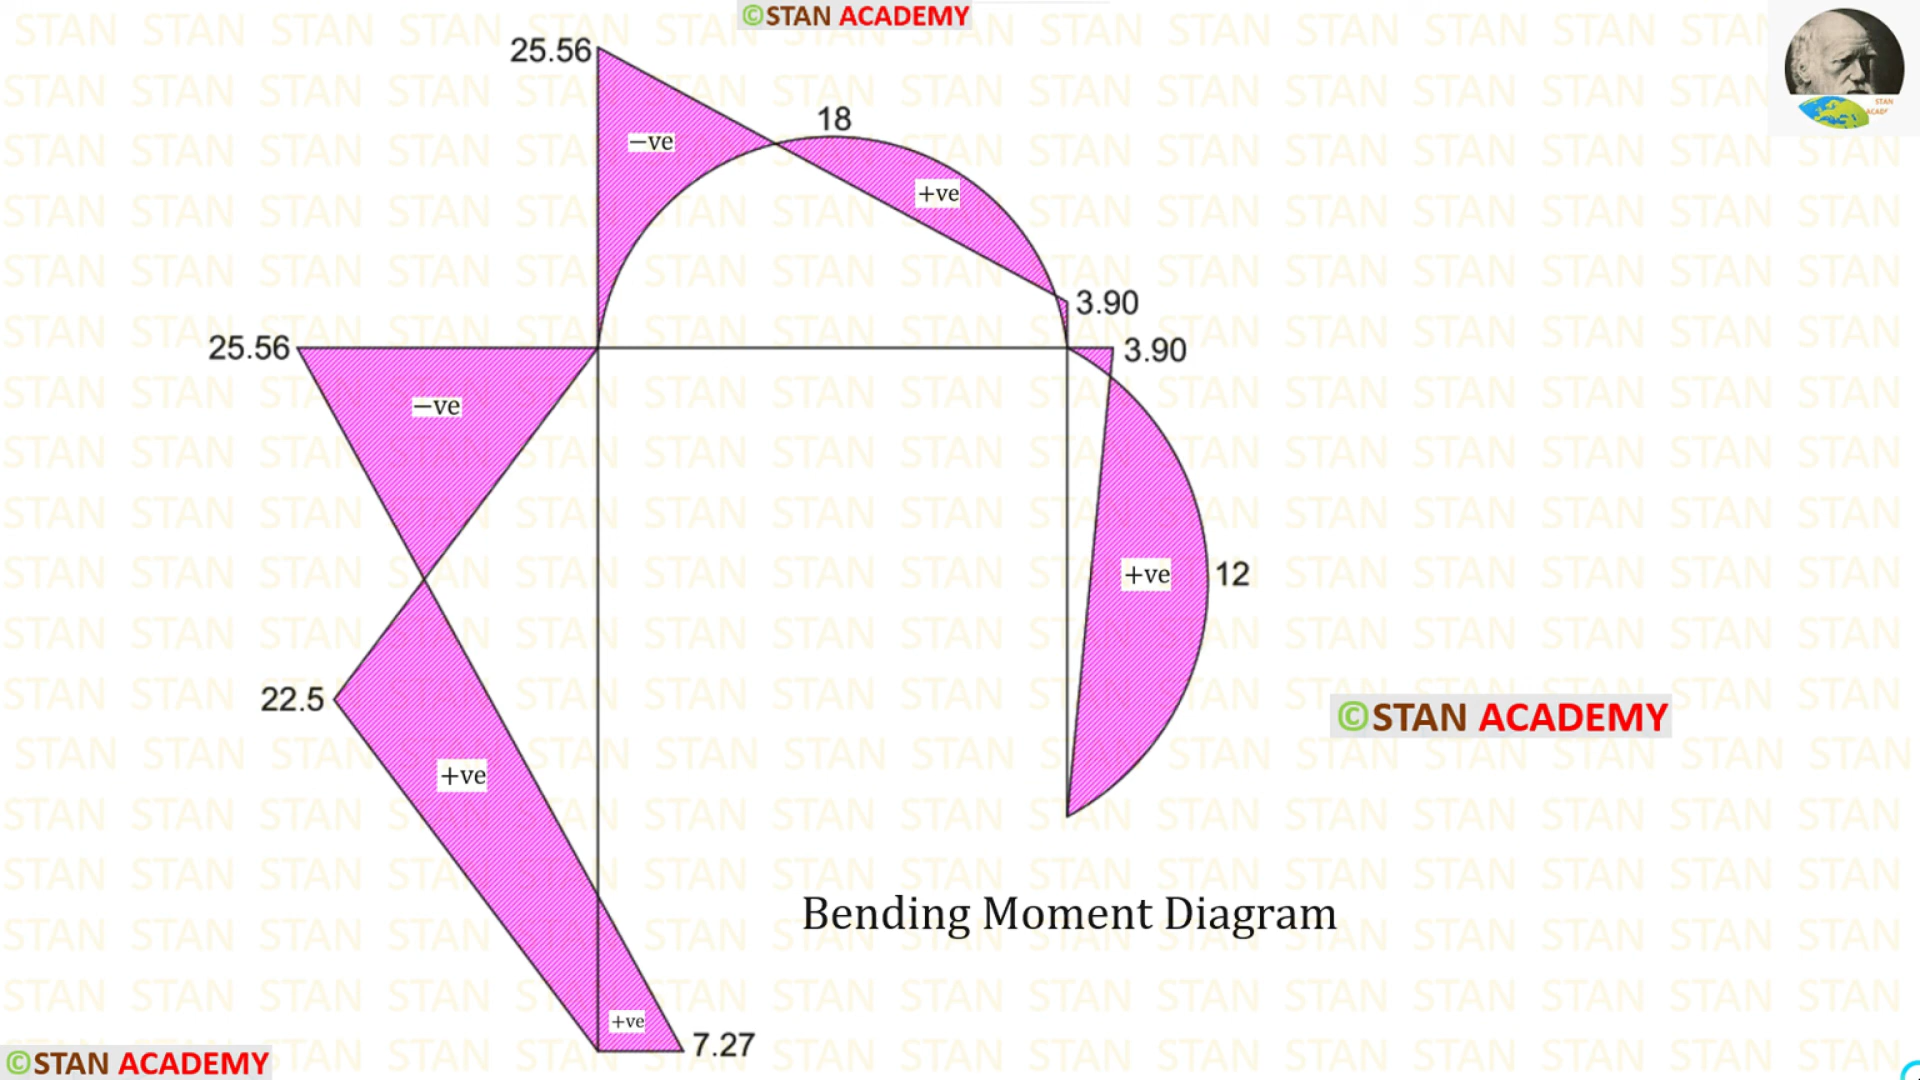 ©STAN ACADEMY
25.56
18
−ve
+ve
3.90
25.56
3.90
−ve
+ve
12
22.5
©STAN ACADEMY
+ve
Bending Moment Diagram
+ve
7.27
©STAN ACADEMY
STAN